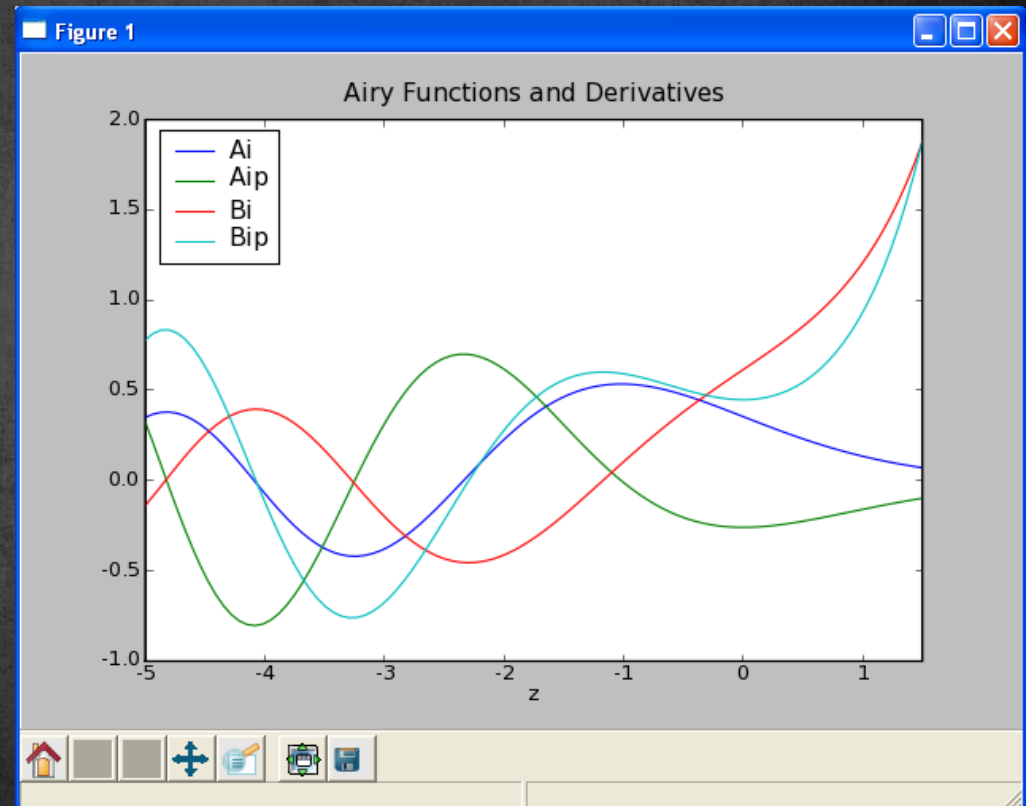 Figure 1
Airy Functions and Derivatives
2.0
1.5
1.0
0.5
0.0
-0.5
-1.0
Ai
Aip
Bi
Bip
-5 -4 -3 -2 -1 0 1
z